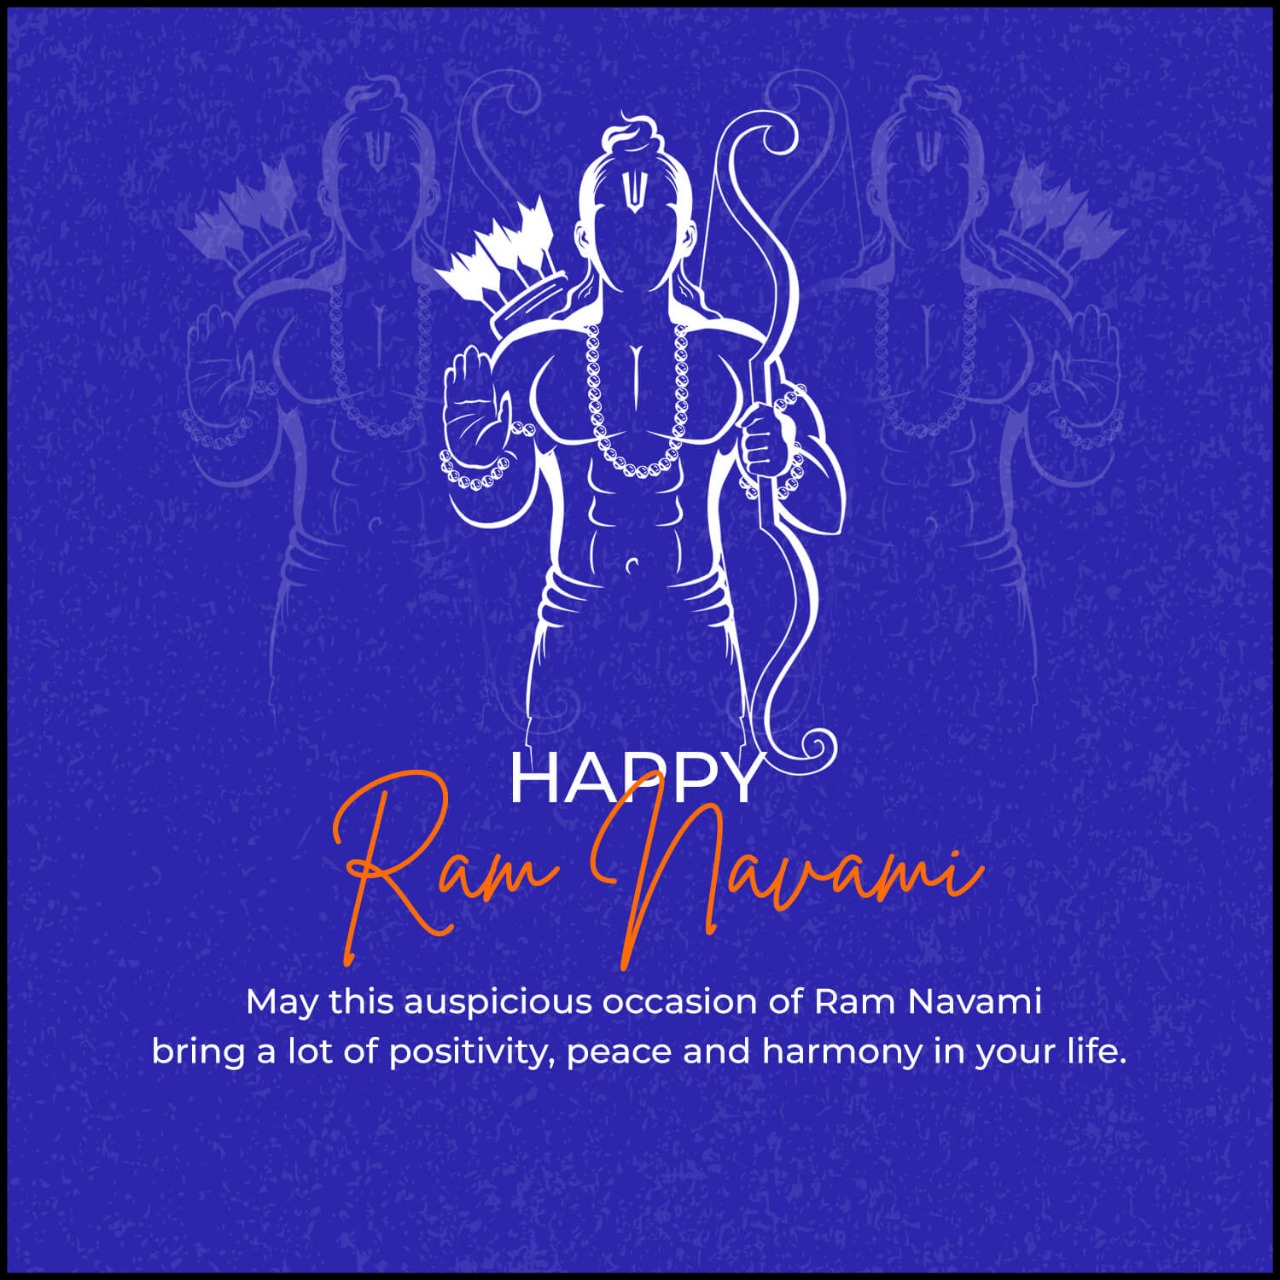 HAPPY
Ram Navami
May this auspicious occasion of Ram Navami
bring a lot of positivity, peace and harmony in your life.